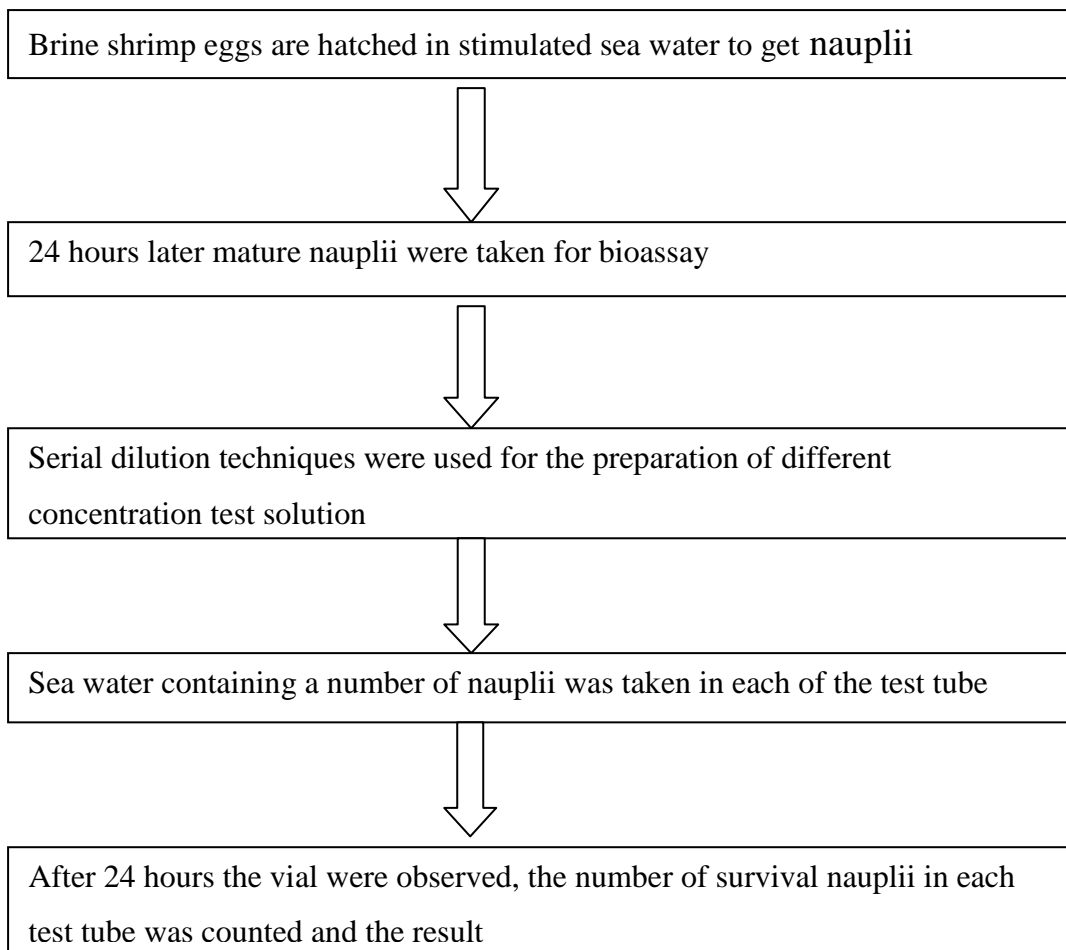 Brine shrimp eggs are hatched in stimulated sea water to get nauplii
24 hours later mature nauplii were taken for bioassay
Serial dilution techniques were used for the preparation of different
concentration test solution
Sea water containing a number of nauplii was taken in each of the test tube
After 24 hours the vial were observed, the number of survival nauplii in each
test tube was counted and the result